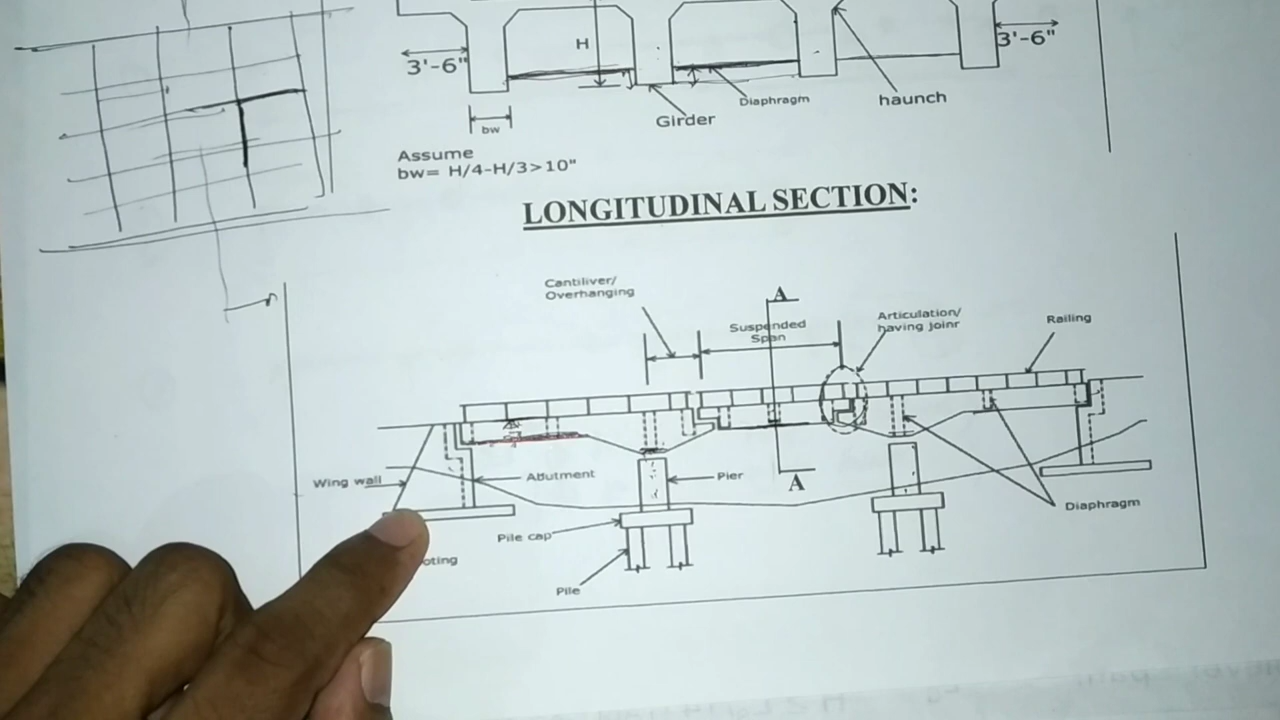 H
3'-6"
3'-6"
Diaphragm
haunch
Girder
bw
Assume
bw= H/4-H/3>10"
LONGITUDINAL SECTION:
Cantiliver/
Overhanging
A
Suspended
Span
Articulation/
having joinr
Railing
Wing wall
Abutment
Pier
A
Diaphragm
Pile cap
oting
Pile